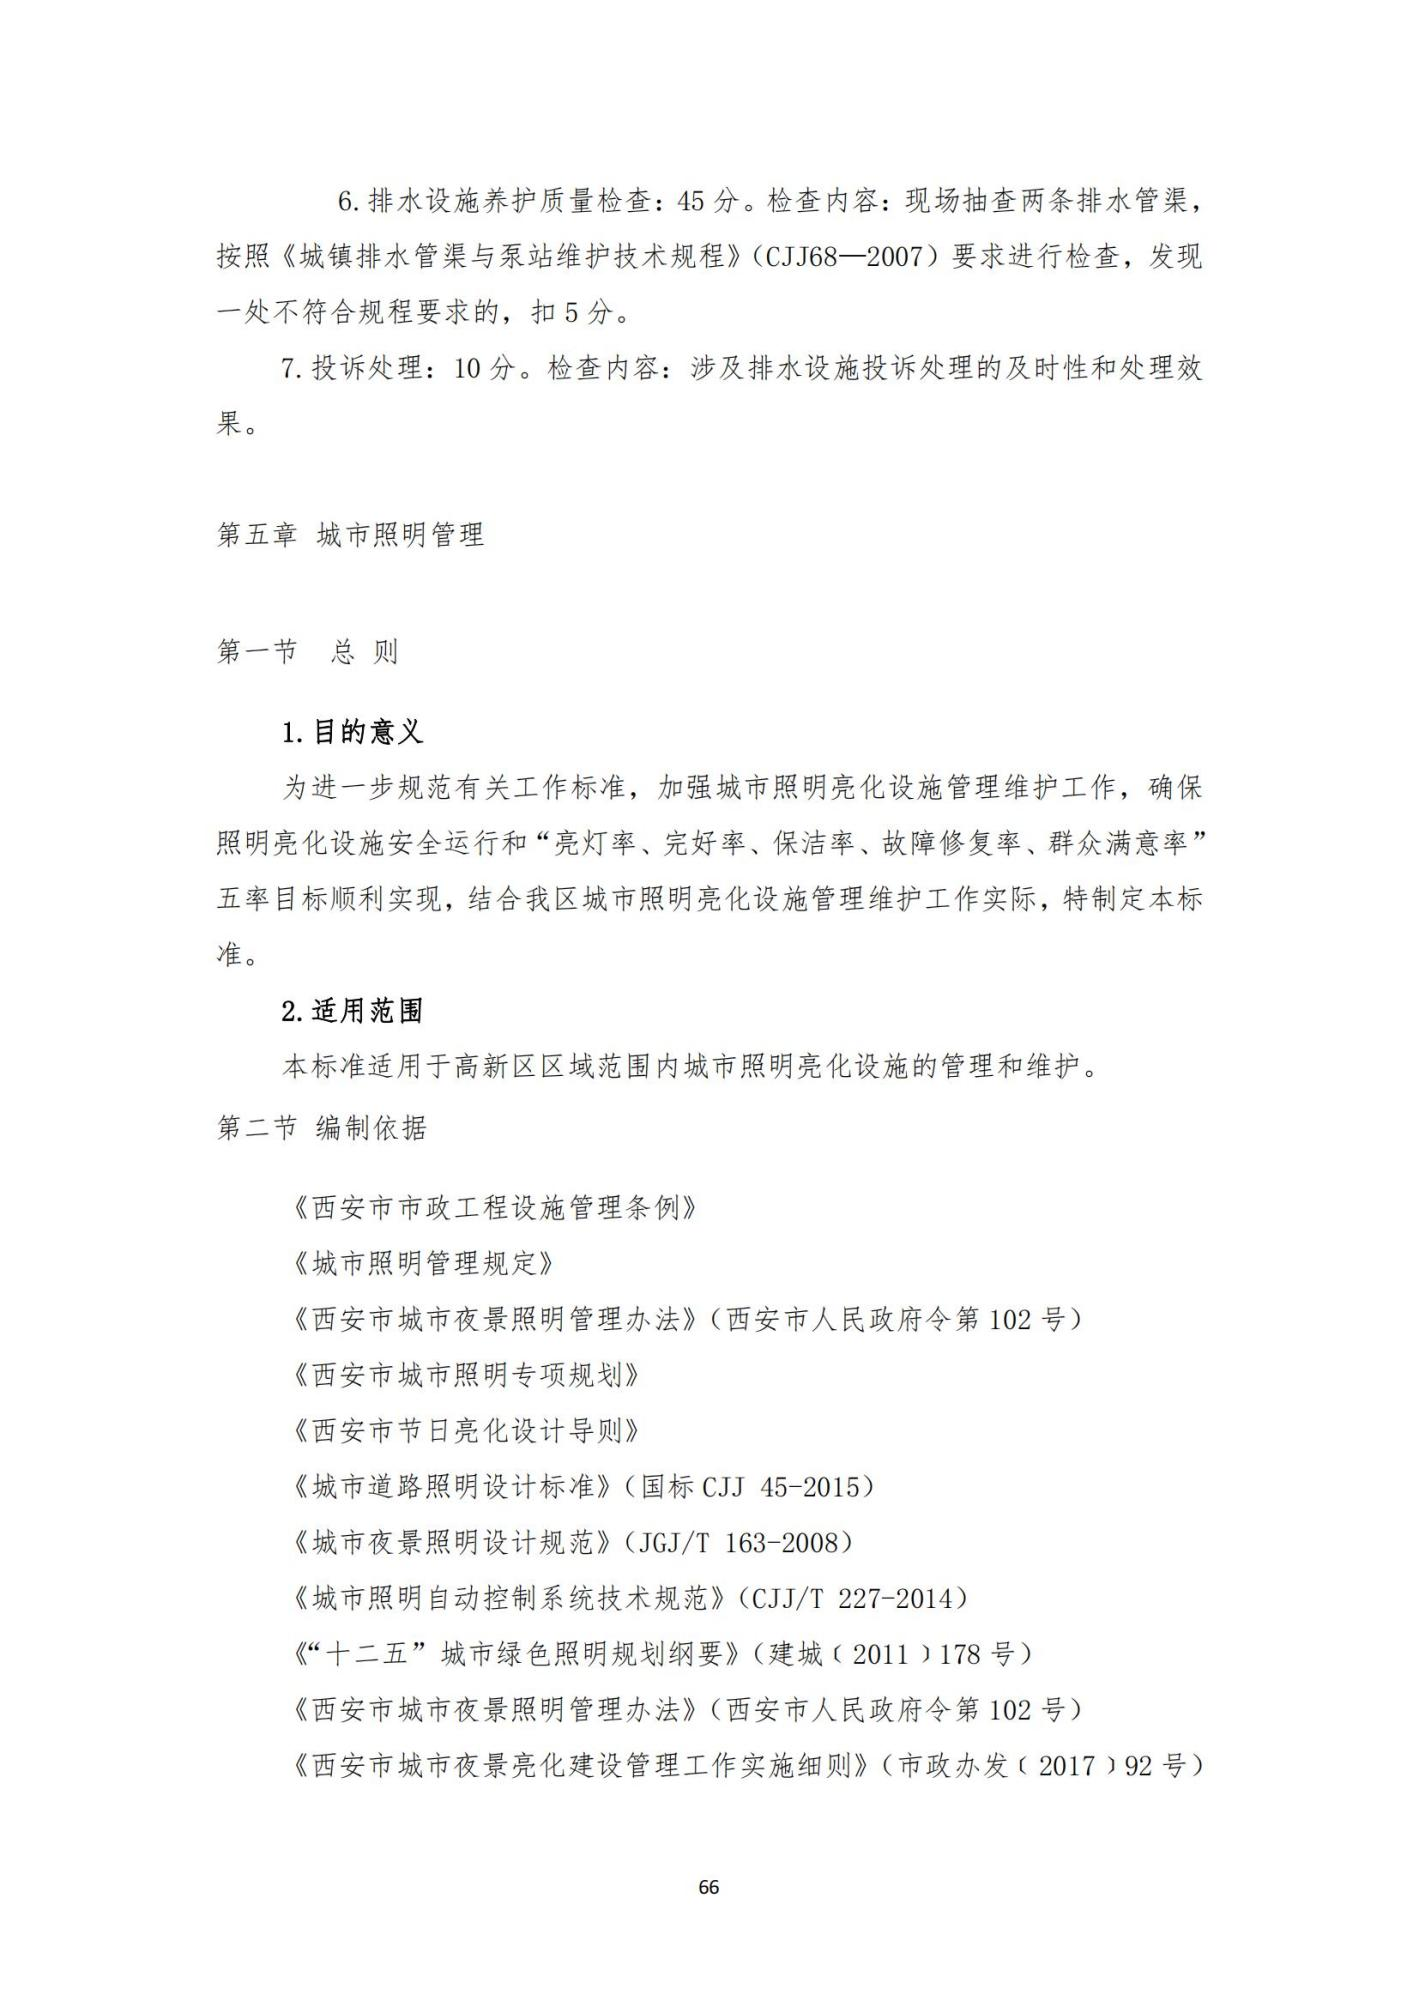 6.排水设施养护质量检查：45 分。检查内容：现场抽查两条排水管渠，
按照《城镇排水管渠与泵站维护技术规程》（CJJ68—2007）要求进行检查，发现
一处不符合规程要求的，扣 5 分。
7.投诉处理：10 分。检查内容：涉及排水设施投诉处理的及时性和处理效
果。
第五章 城市照明管理
第一节 总 则
1.目的意义
为进一步规范有关工作标准，加强城市照明亮化设施管理维护工作，确保
照明亮化设施安全运行和“亮灯率、完好率、保洁率、故障修复率、群众满意率”
五率目标顺利实现，结合我区城市照明亮化设施管理维护工作实际，特制定本标
准。
2.适用范围
本标准适用于高新区区域范围内城市照明亮化设施的管理和维护。
第二节 编制依据
《西安市市政工程设施管理条例》
《城市照明管理规定》
《西安市城市夜景照明管理办法》（西安市人民政府令第 102 号）
《西安市城市照明专项规划》
《西安市节日亮化设计导则》
《城市道路照明设计标准》（国标 CJJ 45-2015）
《城市夜景照明设计规范》（JGJ/T 163-2008）
《城市照明自动控制系统技术规范》（CJJ/T 227-2014）
《“十二五”城市绿色照明规划纲要》（建城﹝2011﹞178 号）
《西安市城市夜景照明管理办法》（西安市人民政府令第 102 号）
《西安市城市夜景亮化建设管理工作实施细则》（市政办发﹝2017﹞92 号）
66